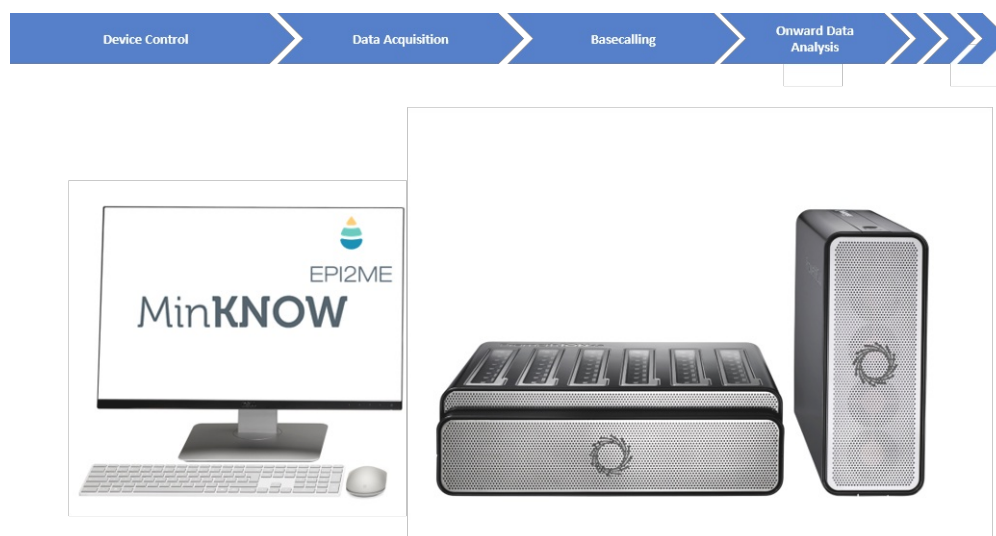 Device Control
Data Acquisition
Basecalling
Onward Data
Analysis
EPI2ME
MinKNOW